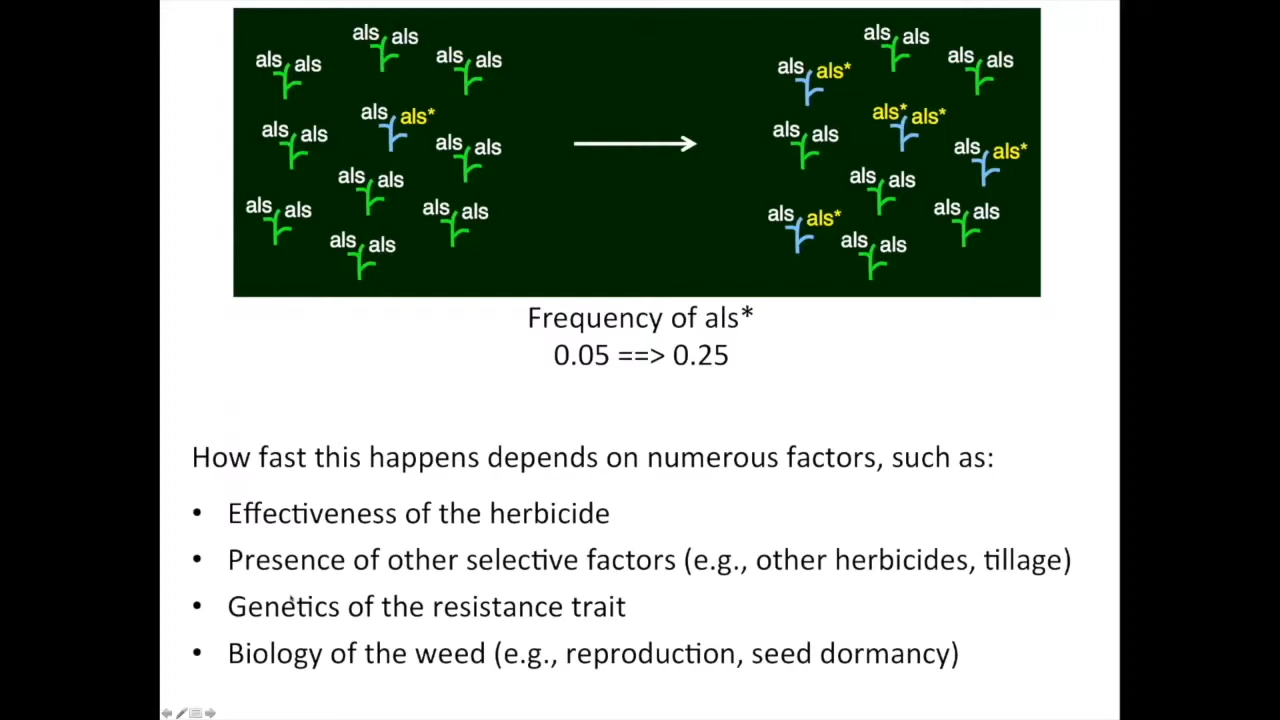 als als
als als
als als
als als*
als als
als als
als als
als als
als als
als als
als als
als als
als als*
als* als*
als als
als als*
als als
als als
als als*
als als
Frequency of als*
0.05 ==> 0.25
How fast this happens depends on numerous factors, such as:
• Effectiveness of the herbicide
• Presence of other selective factors (e.g., other herbicides, tillage)
• Genetics of the resistance trait
• Biology of the weed (e.g., reproduction, seed dormancy)